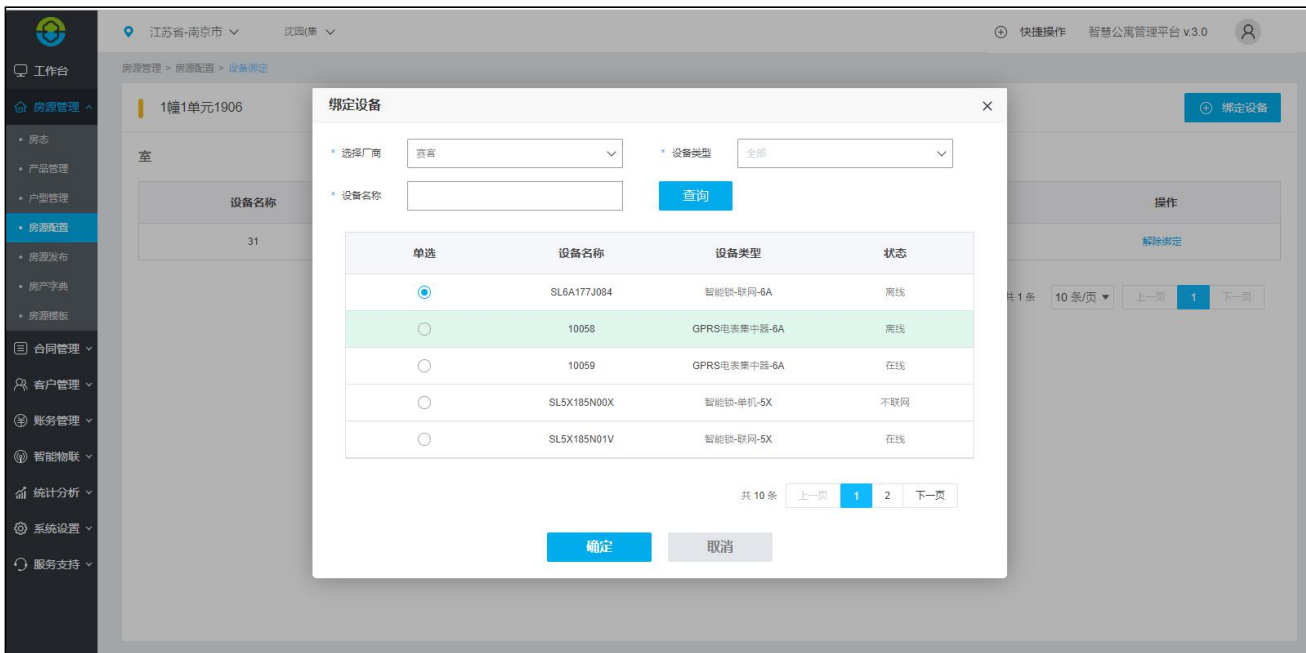 江苏省-南京市 沈园(集 快捷操作 智慧公寓管理平台 v.3.0
工作台
房源管理
房态
产品管理
户型管理
房源配置
房源发布
房产字典
房源模板
合同管理
客户管理
账务管理
智能物联
统计分析
系统设置
服务支持
房源管理 > 房源配置 > 设备绑定
1幢1单元1906 绑定设备
室
设备名称 操作
31 解除绑定
共 1 条 10 条/页 上一页 1 下一页
绑定设备 ×
* 选择厂商 赛客 * 设备类型 全部
* 设备名称 查询
单选 设备名称 设备类型 状态
SL6A177J084 智能锁-联网-6A 离线
10058 GPRS电表集中器-6A 离线
10059 GPRS电表集中器-6A 在线
SL5X185N00X 智能锁-单机-5X 不联网
SL5X185N01V 智能锁-联网-5X 在线
共 10 条 上一页 1 2 下一页
确定 取消